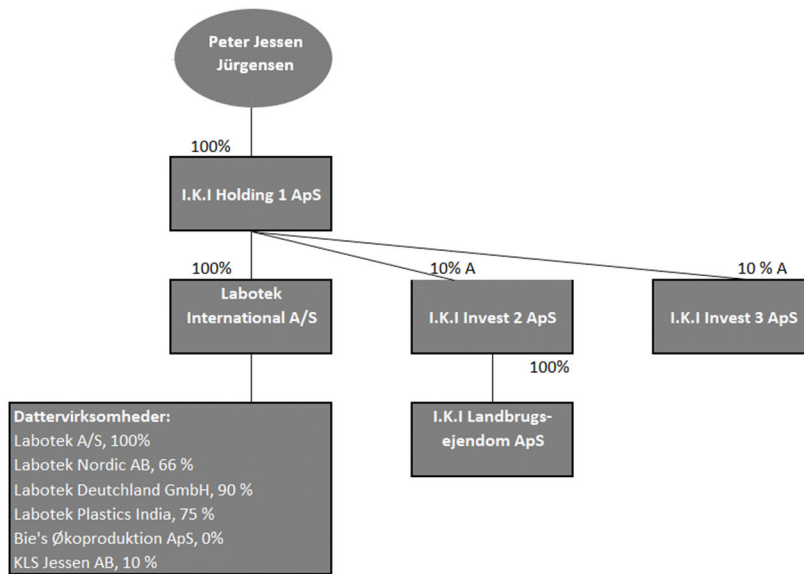 Peter Jessen
Jürgensen
100%
I.K.I Holding 1 ApS
100%
10% A
10 % A
Labotek
International A/S
I.K.I Invest 2 ApS
I.K.I Invest 3 ApS
100%
Dattervirksomheder:
Labotek A/S, 100%
Labotek Nordic AB, 66 %
Labotek Deutchland GmbH, 90 %
Labotek Plastics India, 75 %
Bie's Økoproduktion ApS, 0%
KLS Jessen AB, 10 %
I.K.I Landbrugs-
ejendom ApS